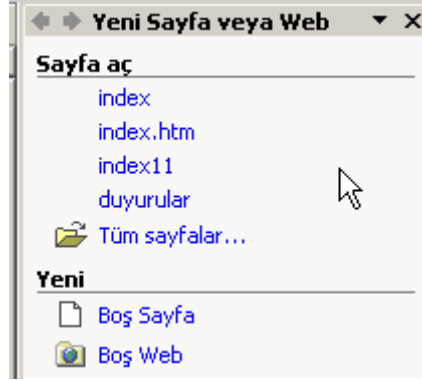 Yeni Sayfa veya Web
Sayfa aç
index
index.htm
index11
duyurular
Tüm sayfalar...
Yeni
Boş Sayfa
Boş Web